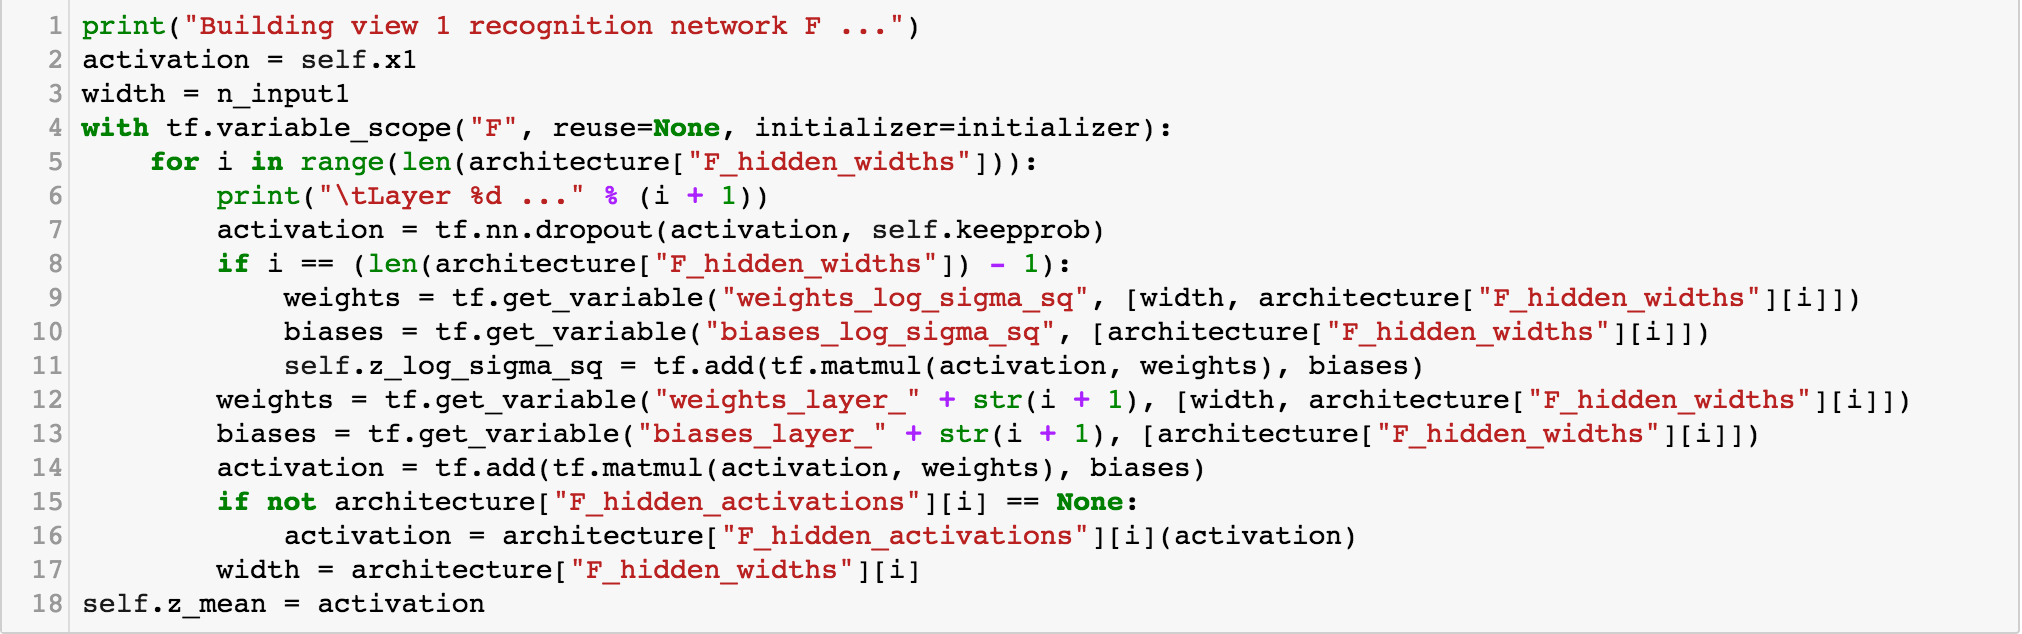 1 print("Building view 1 recognition network F ...")
2 activation = self.x1
3 width = n_input1
4 with tf.variable_scope("F", reuse=None, initializer=initializer):
5     for i in range(len(architecture["F_hidden_widths"])):
6         print("\tLayer %d ..." % (i + 1))
7         activation = tf.nn.dropout(activation, self.keepprob)
8         if i == (len(architecture["F_hidden_widths"]) - 1):
9             weights = tf.get_variable("weights_log_sigma_sq", [width, architecture["F_hidden_widths"][i]])
10             biases = tf.get_variable("biases_log_sigma_sq", [architecture["F_hidden_widths"][i]])
11             self.z_log_sigma_sq = tf.add(tf.matmul(activation, weights), biases)
12         weights = tf.get_variable("weights_layer_" + str(i + 1), [width, architecture["F_hidden_widths"][i]])
13         biases = tf.get_variable("biases_layer_" + str(i + 1), [architecture["F_hidden_widths"][i]])
14         activation = tf.add(tf.matmul(activation, weights), biases)
15         if not architecture["F_hidden_activations"][i] == None:
16             activation = architecture["F_hidden_activations"][i](activation)
17         width = architecture["F_hidden_widths"][i]
18 self.z_mean = activation